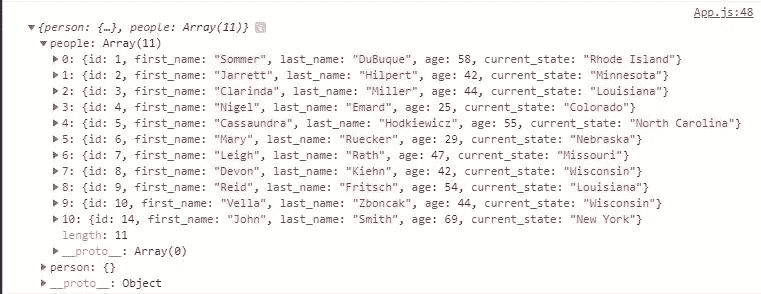 App.js:48
▼{person: {…}, people: Array(11)} i
▼people: Array(11)
▶0: {id: 1, first_name: "Sommer", last_name: "DuBuque", age: 58, current_state: "Rhode Island"}
▶1: {id: 2, first_name: "Jarrett", last_name: "Hilpert", age: 42, current_state: "Minnesota"}
▶2: {id: 3, first_name: "Clarinda", last_name: "Miller", age: 44, current_state: "Louisiana"}
▶3: {id: 4, first_name: "Nigel", last_name: "Emard", age: 25, current_state: "Colorado"}
▶4: {id: 5, first_name: "Cassaundra", last_name: "Hodkiewicz", age: 55, current_state: "North Carolina"}
▶5: {id: 6, first_name: "Mary", last_name: "Ruecker", age: 29, current_state: "Nebraska"}
▶6: {id: 7, first_name: "Leigh", last_name: "Rath", age: 47, current_state: "Missouri"}
▶7: {id: 8, first_name: "Devon", last_name: "Kiehn", age: 42, current_state: "Wisconsin"}
▶8: {id: 9, first_name: "Reid", last_name: "Fritsch", age: 54, current_state: "Louisiana"}
▶9: {id: 10, first_name: "Vella", last_name: "Zboncak", age: 44, current_state: "Wisconsin"}
▶10: {id: 14, first_name: "John", last_name: "Smith", age: 69, current_state: "New York"}
length: 11
▶__proto__: Array(0)
▶person: {}
▶__proto__: Object